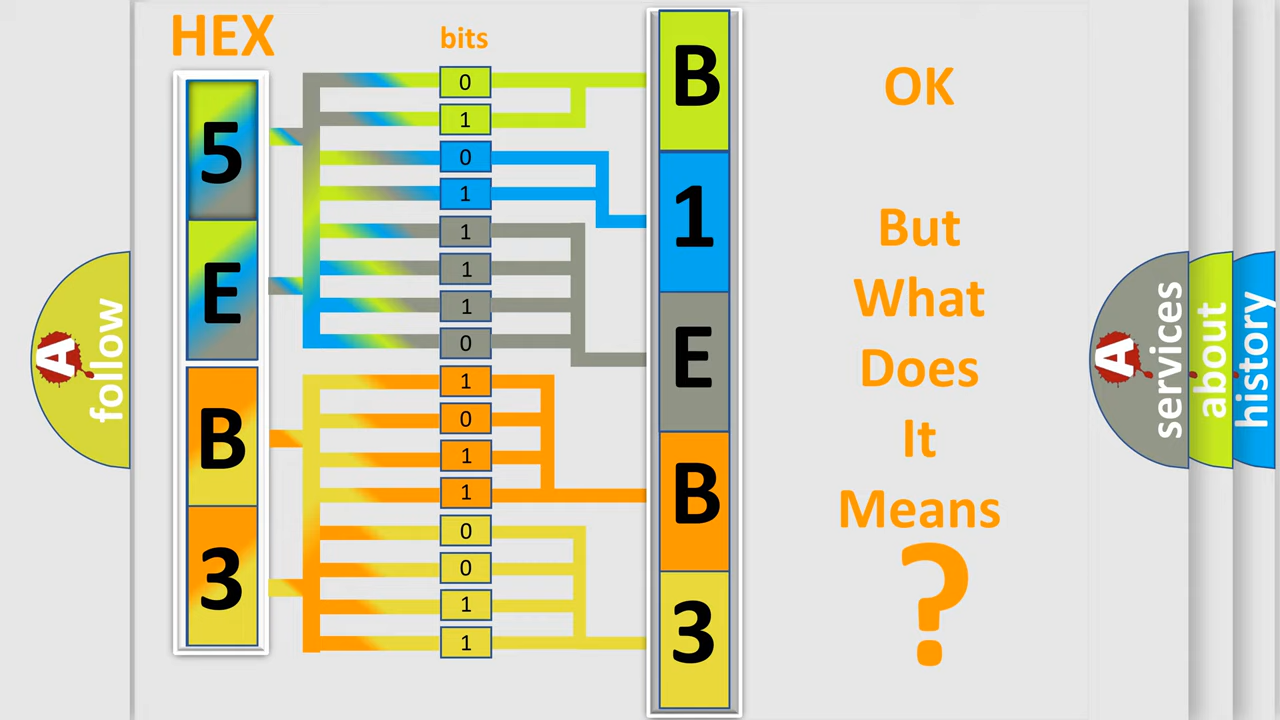 HEX
bits
5
E
B
3
0
1
0
1
1
1
1
0
1
0
1
1
0
0
1
1
B
1
E
B
3
OK
But
What
Does
It
Means
?
A
follow
A
services
about
history